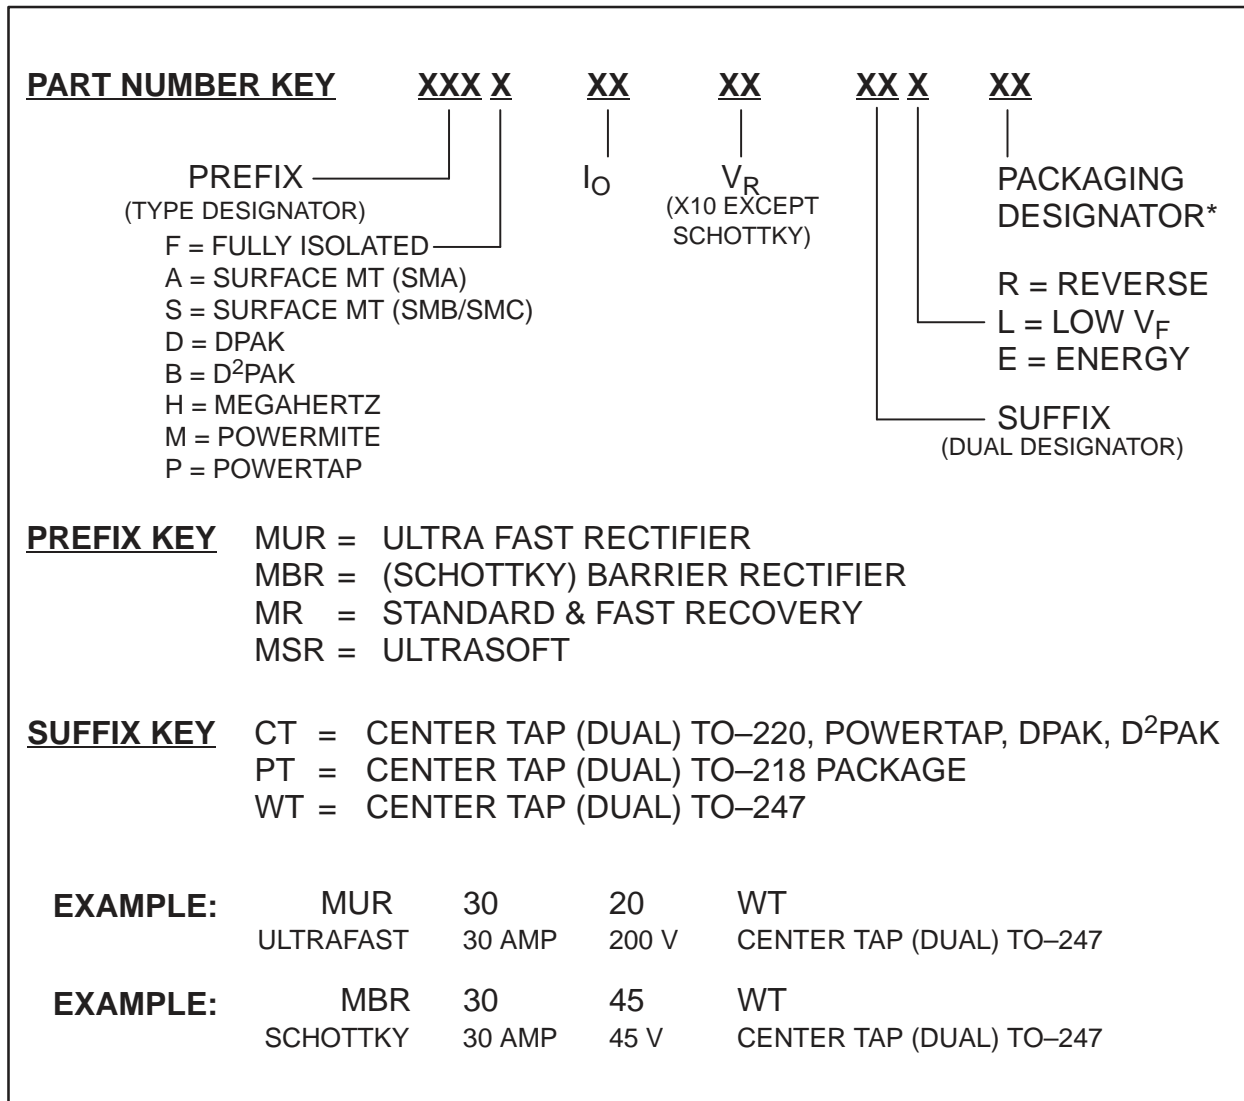 PART NUMBER KEY XXX X XX XX XX X XX
PREFIX
(TYPE DESIGNATOR)
F = FULLY ISOLATED
A = SURFACE MT (SMA)
S = SURFACE MT (SMB/SMC)
D = DPAK
B = D²PAK
H = MEGAHERTZ
M = POWERMITE
P = POWERTAP
I_O
V_R
(X10 EXCEPT
SCHOTTKY)
PACKAGING
DESIGNATOR*
R = REVERSE
L = LOW V_F
E = ENERGY
SUFFIX
(DUAL DESIGNATOR)
PREFIX KEY MUR = ULTRA FAST RECTIFIER
MBR = (SCHOTTKY) BARRIER RECTIFIER
MR = STANDARD & FAST RECOVERY
MSR = ULTRASOFT
SUFFIX KEY CT = CENTER TAP (DUAL) TO–220, POWERTAP, DPAK, D²PAK
PT = CENTER TAP (DUAL) TO–218 PACKAGE
WT = CENTER TAP (DUAL) TO–247
EXAMPLE: MUR 30 20 WT
ULTRAFAST 30 AMP 200 V CENTER TAP (DUAL) TO–247
EXAMPLE: MBR 30 45 WT
SCHOTTKY 30 AMP 45 V CENTER TAP (DUAL) TO–247